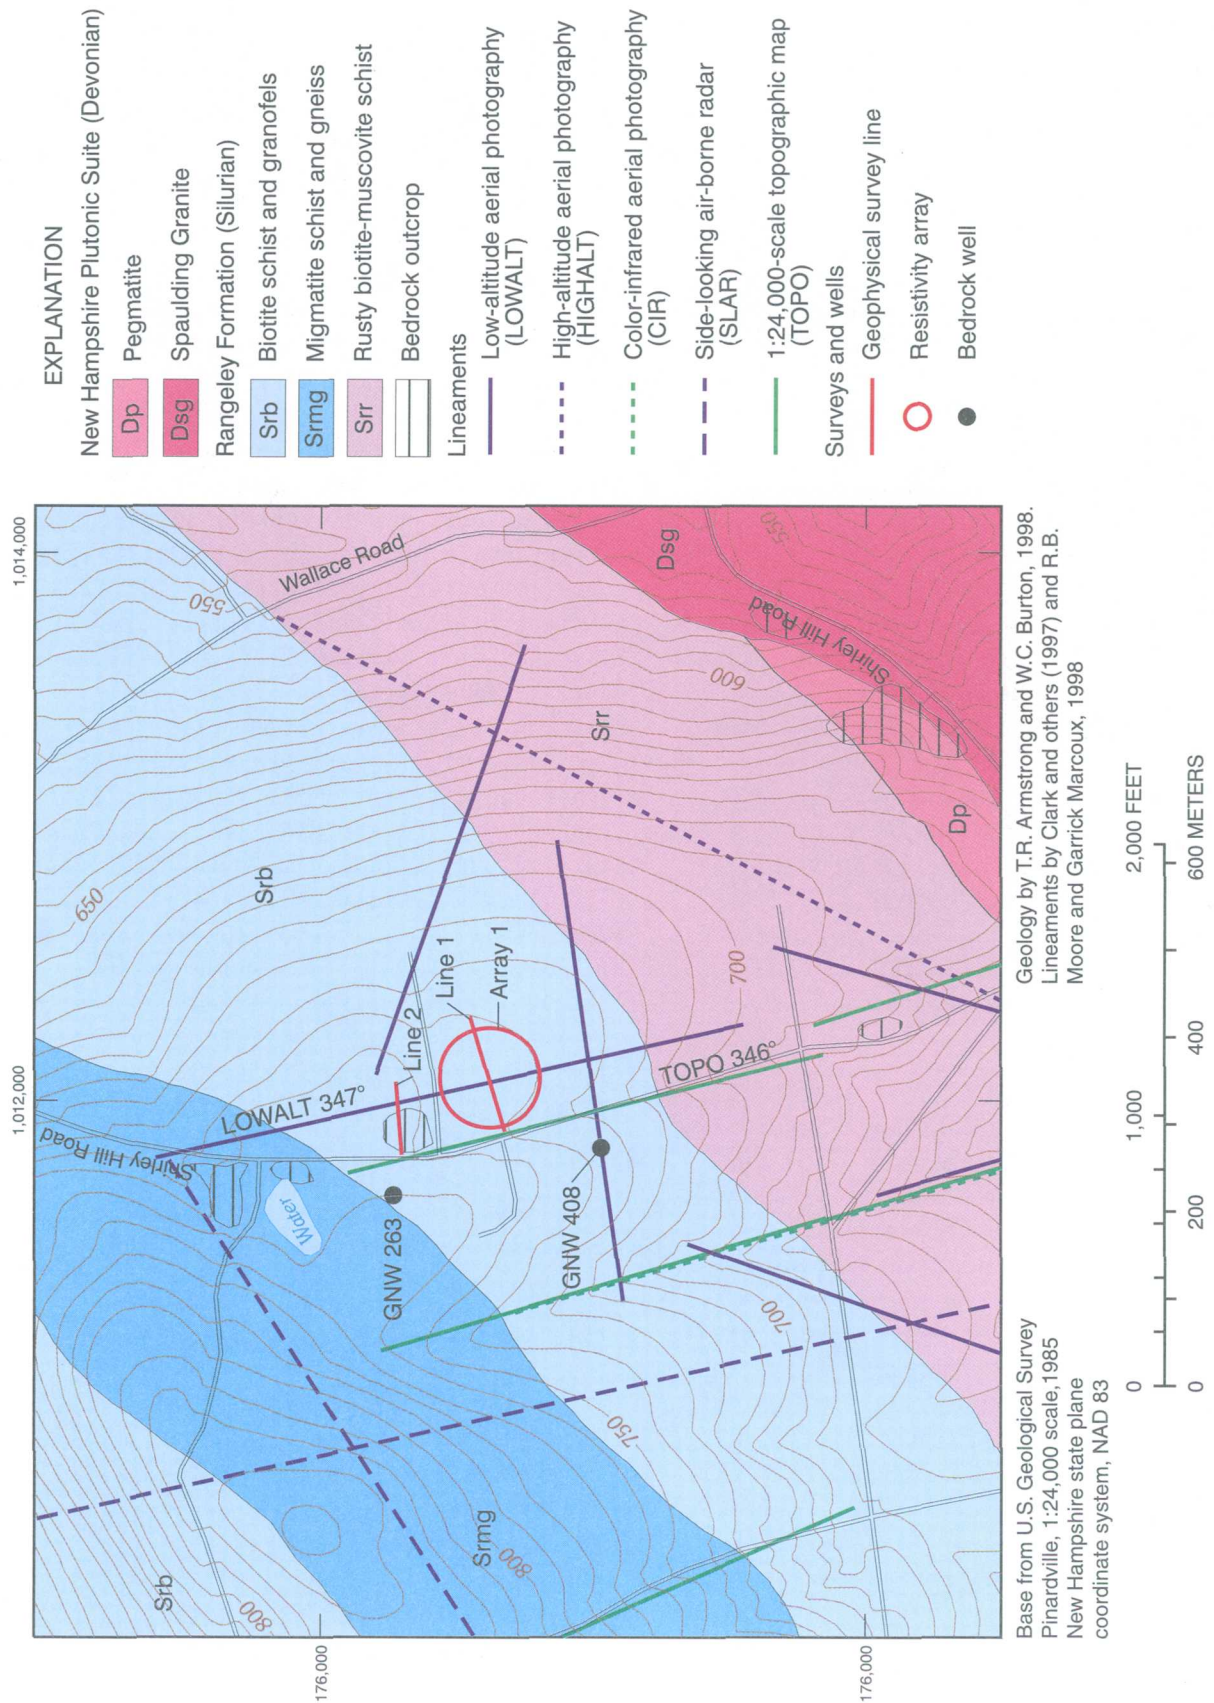 EXPLANATION
New Hampshire Plutonic Suite (Devonian)
Dp Pegmatite
Dsg Spaulding Granite
Rangeley Formation (Silurian)
Srb Biotite schist and granofels
Srmg Migmatite schist and gneiss
Srr Rusty biotite-muscovite schist
Bedrock outcrop
Lineaments
Low-altitude aerial photography
(LOWALT)
High-altitude aerial photography
(HIGHALT)
Color-infrared aerial photography
(CIR)
Side-looking air-borne radar
(SLAR)
1:24,000-scale topographic map
(TOPO)
Surveys and wells
Geophysical survey line
Resistivity array
Bedrock well
1,012,000
1,014,000
176,000
176,000
Srb
800
Shirley Hill Road
650
550
Wallace Road
Srb
LOWALT 347°
Water
GNW 263
Line 2
Line 1
Array 1
Srmg
800
750
GNW 408
TOPO 346°
700
700
Srr
600
Dsg
550
Shirley Hill Road
Dp
Base from U.S. Geological Survey
Pinardville, 1:24,000 scale,1985
New Hampshire state plane
coordinate system, NAD 83
0 1,000 2,000 FEET
0 200 400 600 METERS
Geology by T.R. Armstrong and W.C. Burton, 1998.
Lineaments by Clark and others (1997) and R.B.
Moore and Garrick Marcoux, 1998